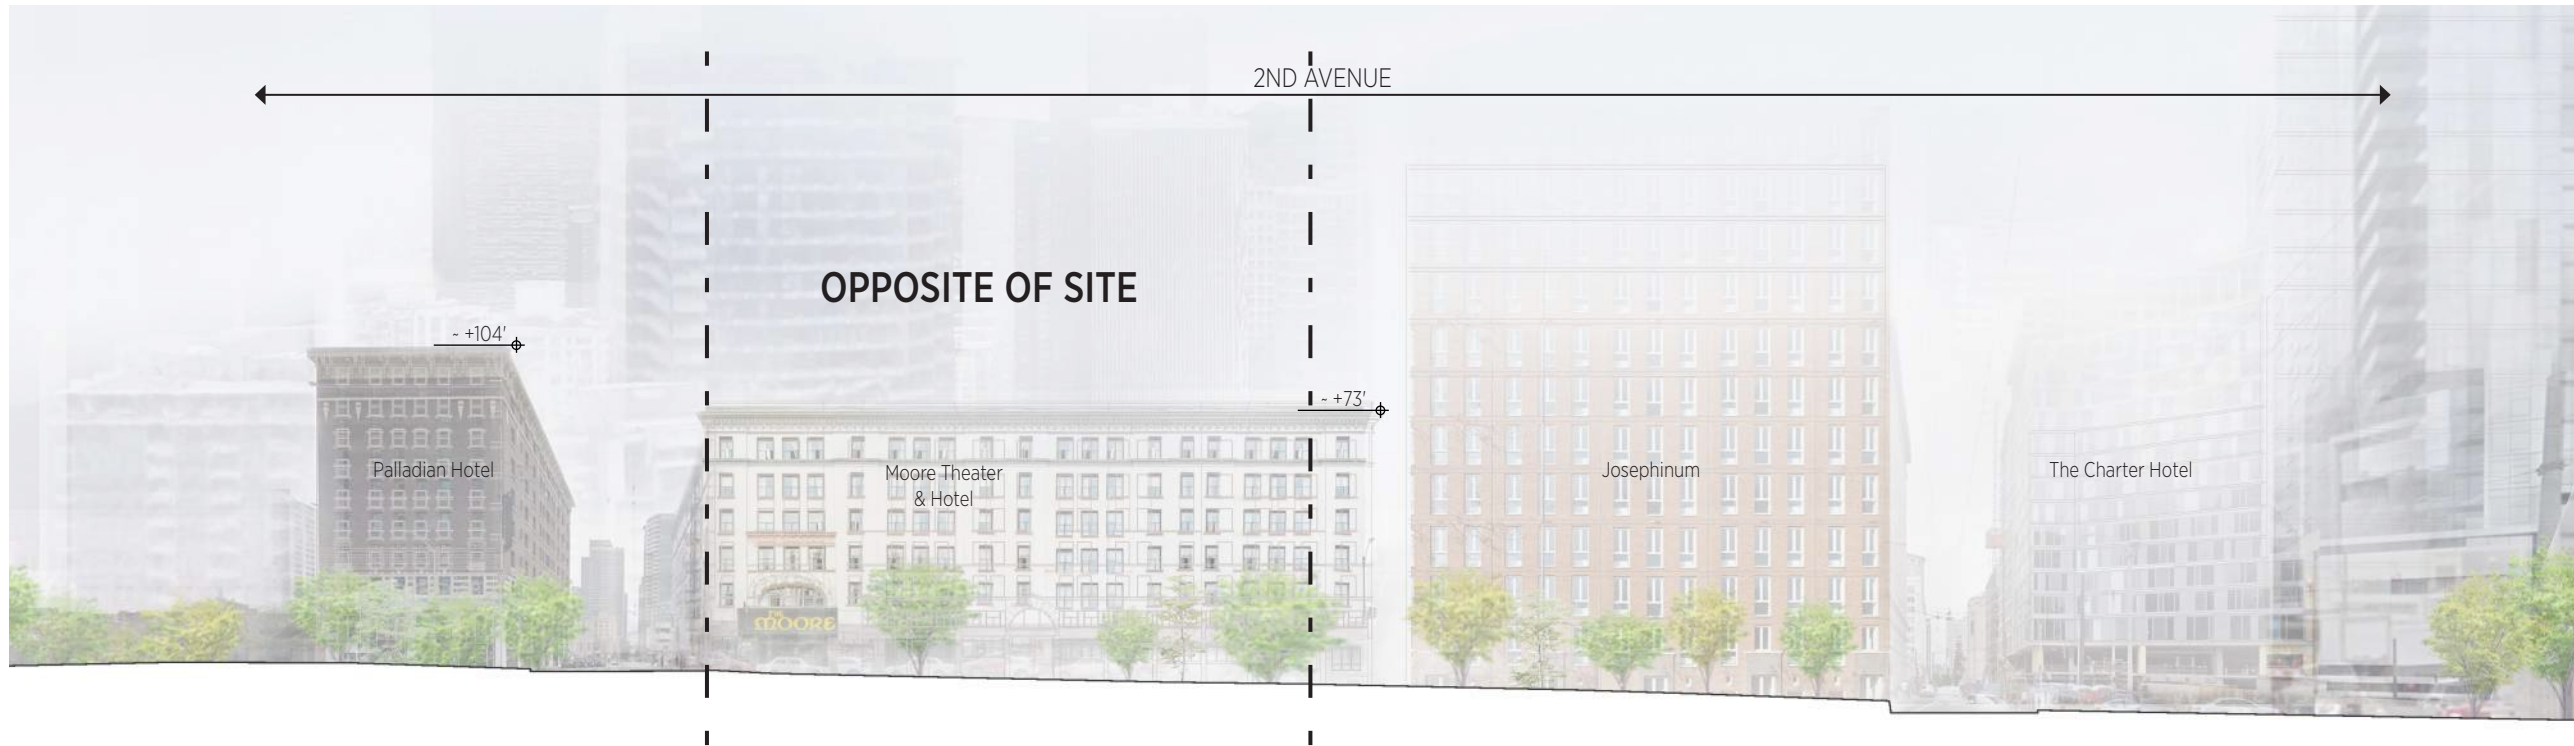 2ND AVENUE
OPPOSITE OF SITE
~ +104'
~ +73'
Palladian Hotel
Moore Theater
& Hotel
Josephinum
The Charter Hotel
THE
MOORE